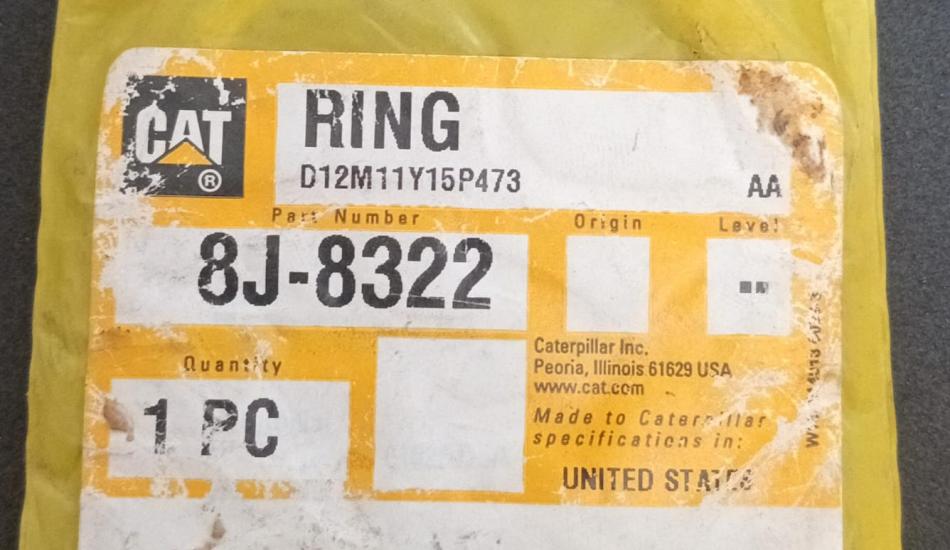 CAT
®
RING
D12M11Y15P473
AA
Part Number
Origin
Level
8J-8322
--
Quantity
1 PC
Caterpillar Inc.
Peoria, Illinois 61629 USA
www.cat.com
Made to Caterpillar
specifications in:
UNITED STATES